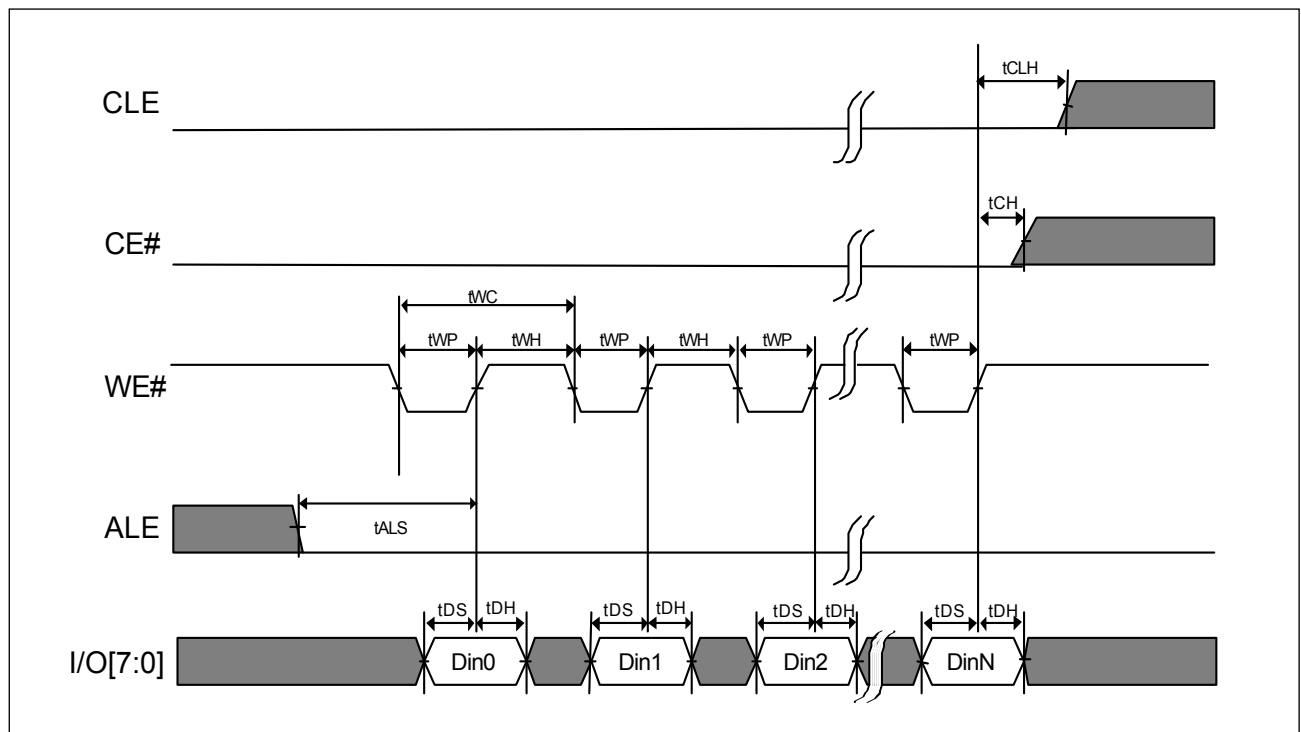 CLE
tCLH
CE#
tCH
tWC
tWP tWH tWP tWH tWP tWP
WE#
ALE
tALS
tDS tDH tDS tDH tDS tDH tDS tDH
I/O[7:0]
Din0 Din1 Din2 DinN